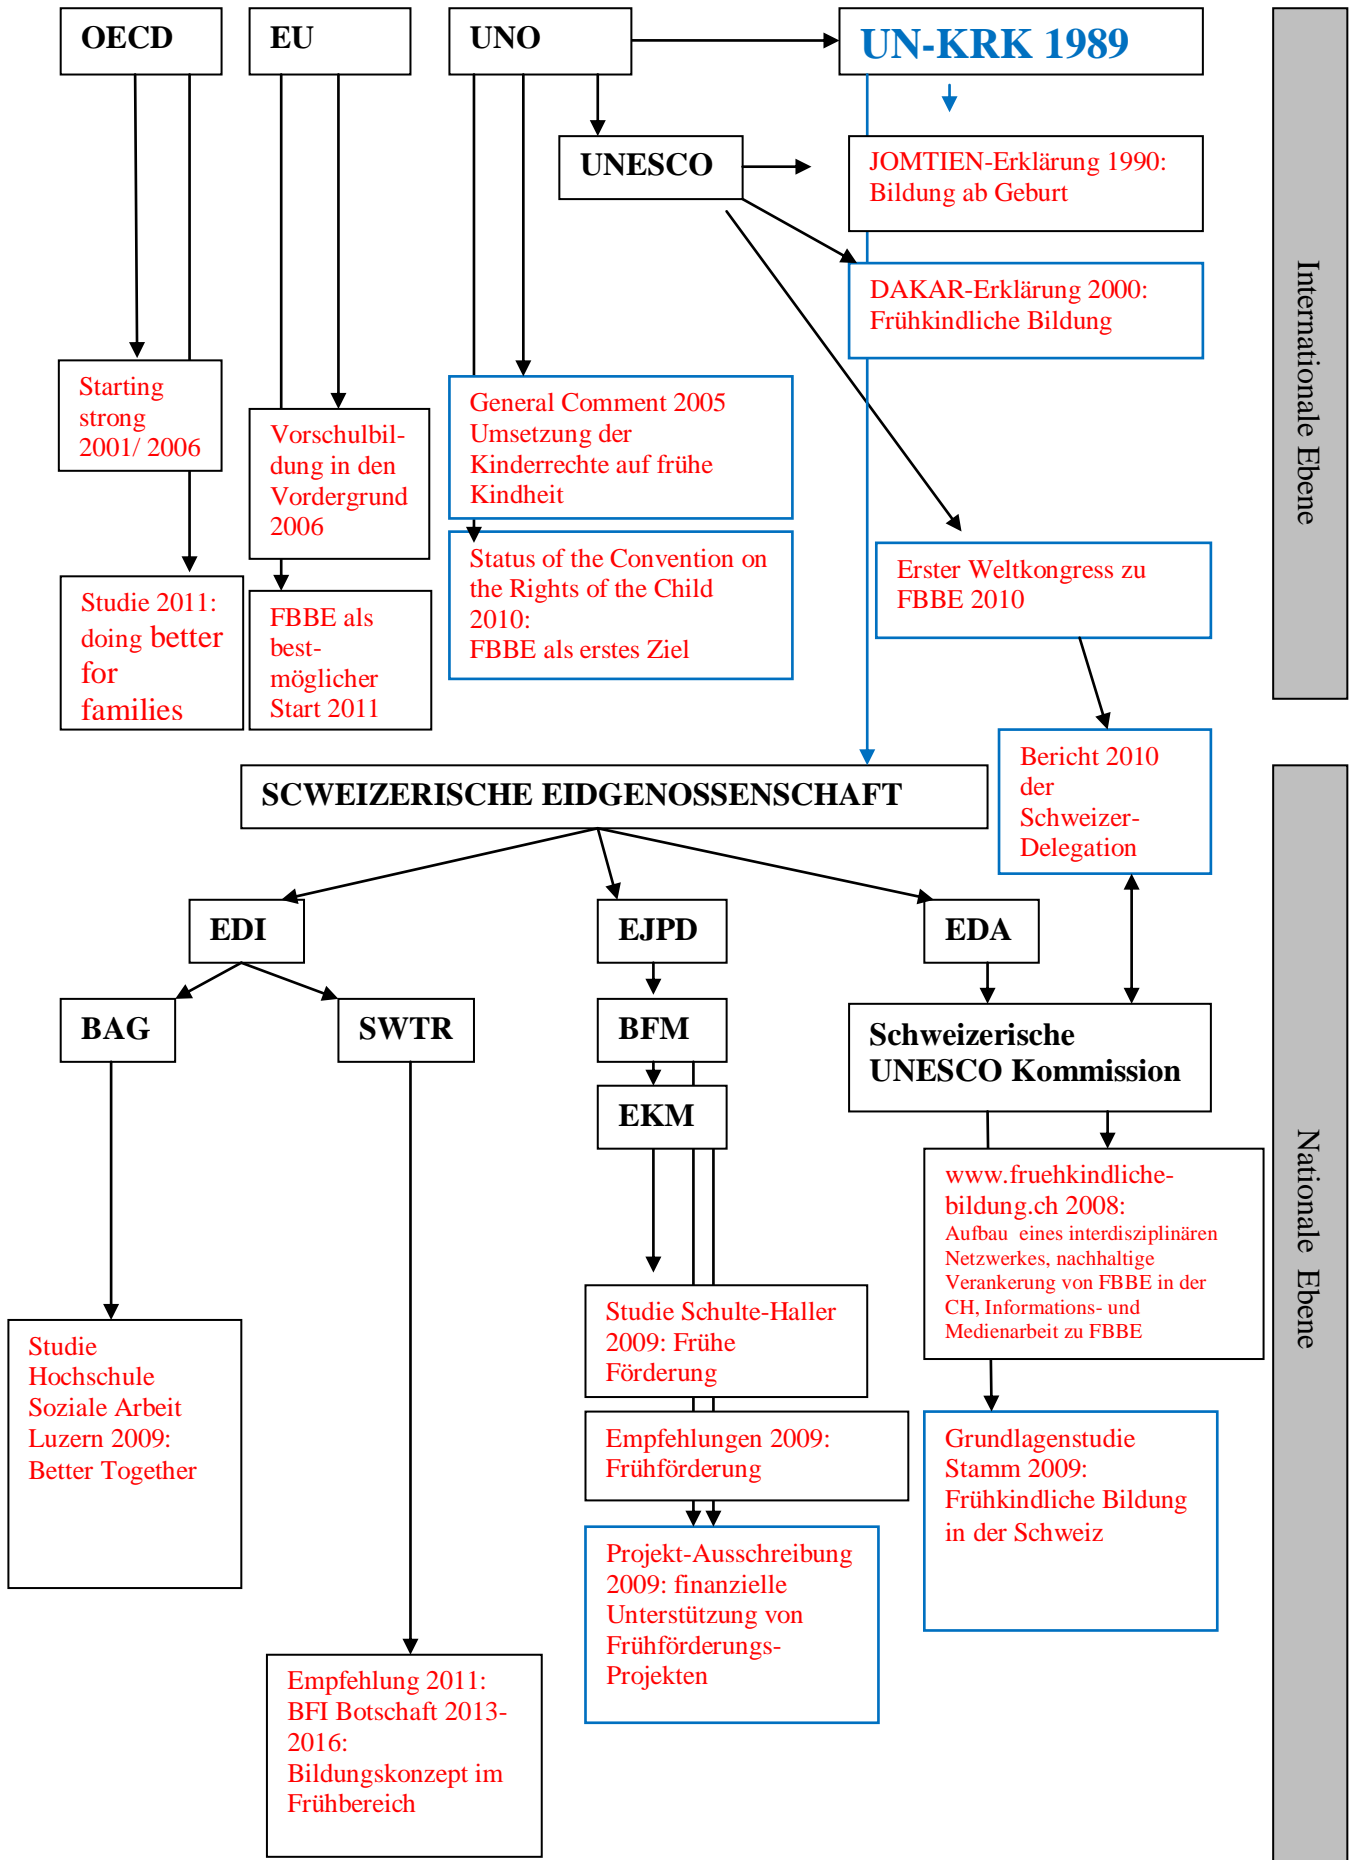 OECD
EU
UNO
UN-KRK 1989
UNESCO
JOMTIEN-Erklärung 1990:
Bildung ab Geburt
DAKAR-Erklärung 2000:
Frühkindliche Bildung
Starting
strong
2001/ 2006
Vorschulbil-
dung in den
Vordergrund
2006
General Comment 2005
Umsetzung der
Kinderrechte auf frühe
Kindheit
Status of the Convention on
the Rights of the Child
2010:
FBBE als erstes Ziel
Erster Weltkongress zu
FBBE 2010
Studie 2011:
doing better
for
families
FBBE als
best-
möglicher
Start 2011
Internationale Ebene
Bericht 2010
der
Schweizer-
Delegation
SCWEIZERISCHE EIDGENOSSENSCHAFT
EDI
EJPD
EDA
BAG
SWTR
BFM
Schweizerische
UNESCO Kommission
EKM
www.fruehkindliche-
bildung.ch 2008:
Aufbau eines interdisziplinären
Netzwerkes, nachhaltige
Verankerung von FBBE in der
CH, Informations- und
Medienarbeit zu FBBE
Studie
Hochschule
Soziale Arbeit
Luzern 2009:
Better Together
Studie Schulte-Haller
2009: Frühe
Förderung
Empfehlungen 2009:
Frühförderung
Grundlagenstudie
Stamm 2009:
Frühkindliche Bildung
in der Schweiz
Projekt-Ausschreibung
2009: finanzielle
Unterstützung von
Frühförderungs-
Projekten
Empfehlung 2011:
BFI Botschaft 2013-
2016:
Bildungskonzept im
Frühbereich
Nationale Ebene